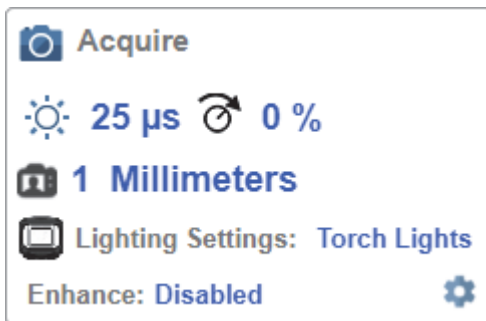 Acquire
25 µs 0 %
1 Millimeters
Lighting Settings: Torch Lights
Enhance: Disabled